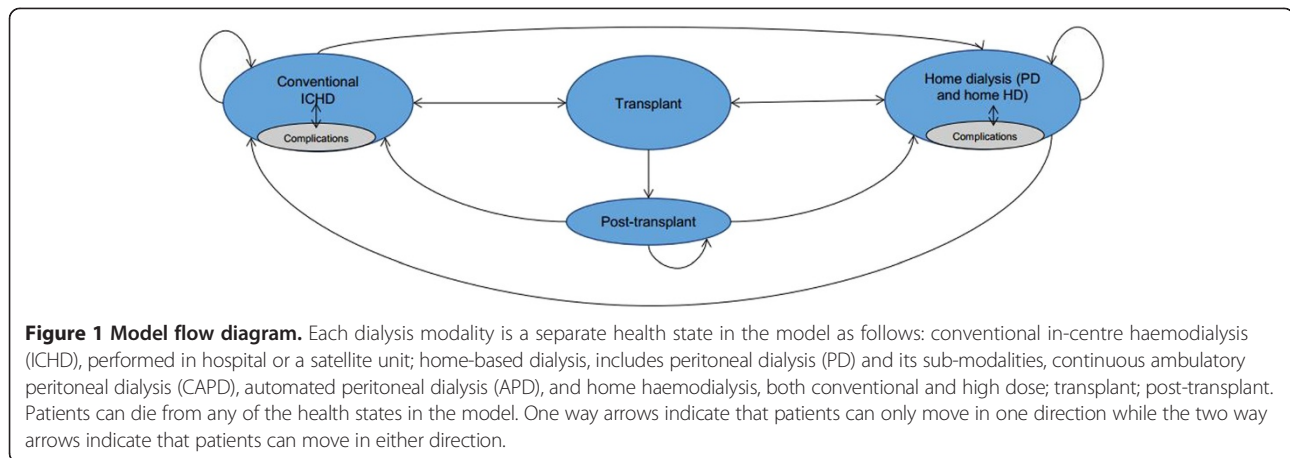 Conventional
ICHD
Complications
Transplant
Home dialysis (PD
and home HD)
Complications
Post-transplant
Figure 1 Model flow diagram. Each dialysis modality is a separate health state in the model as follows: conventional in-centre haemodialysis
(ICHD), performed in hospital or a satellite unit; home-based dialysis, includes peritoneal dialysis (PD) and its sub-modalities, continuous ambulatory
peritoneal dialysis (CAPD), automated peritoneal dialysis (APD), and home haemodialysis, both conventional and high dose; transplant; post-transplant.
Patients can die from any of the health states in the model. One way arrows indicate that patients can only move in one direction while the two way
arrows indicate that patients can move in either direction.